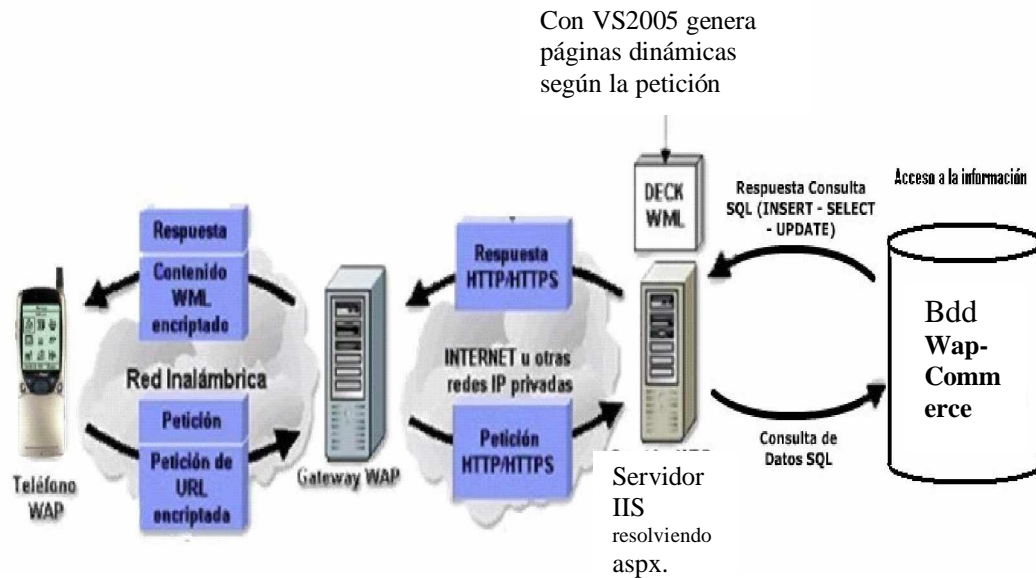 Con VS2005 genera
páginas dinámicas
según la petición
DECK
WML
Respuesta Consulta
SQL (INSERT - SELECT
- UPDATE)
Acceso a la información
Respuesta
Contenido
WML
encriptado
Respuesta
HTTP/HTTPS
Bdd
Wap-
Comm
erce
Red Inalámbrica
INTERNET u otras
redes IP privadas
Petición
Petición de
URL
encriptada
Petición
HTTP/HTTPS
Consulta de
Datos SQL
Teléfono
WAP
Gateway WAP
Servidor
IIS
resolviendo
aspx.